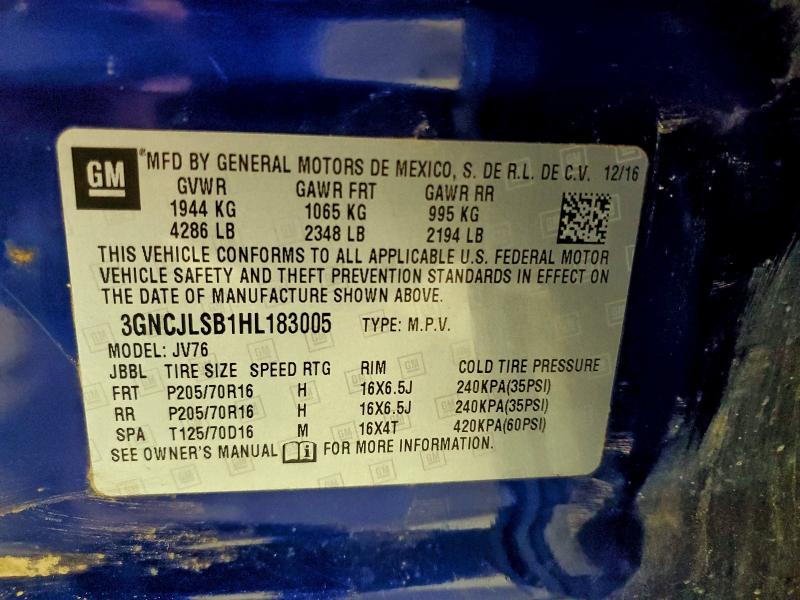 GM
MFD BY GENERAL MOTORS DE MEXICO, S. DE R.L. DE C.V. 12/16
GVWR GAWR FRT GAWR RR
1944 KG 1065 KG 995 KG
4286 LB 2348 LB 2194 LB
THIS VEHICLE CONFORMS TO ALL APPLICABLE U.S. FEDERAL MOTOR
VEHICLE SAFETY AND THEFT PREVENTION STANDARDS IN EFFECT ON
THE DATE OF MANUFACTURE SHOWN ABOVE.
3GNCJLSB1HL183005 TYPE: M.P.V.
MODEL: JV76
JBBL TIRE SIZE SPEED RTG RIM COLD TIRE PRESSURE
FRT P205/70R16 H 16X6.5J 240KPA(35PSI)
RR P205/70R16 H 16X6.5J 240KPA(35PSI)
SPA T125/70D16 M 16X4T 420KPA(60PSI)
SEE OWNER'S MANUAL FOR MORE INFORMATION.